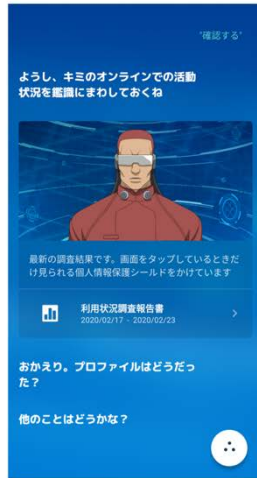 "確認する"
ようし、キミのオンラインでの活動
状況を鑑識にまわしておくね
最新の調査結果です。画面をタップしているときだ
け見られる個人情報保護シールドをかけています
利用状況調査報告書
2020/02/17 - 2020/02/23
おかえり。プロファイルはどうだっ
た？
他のことはどうかな？